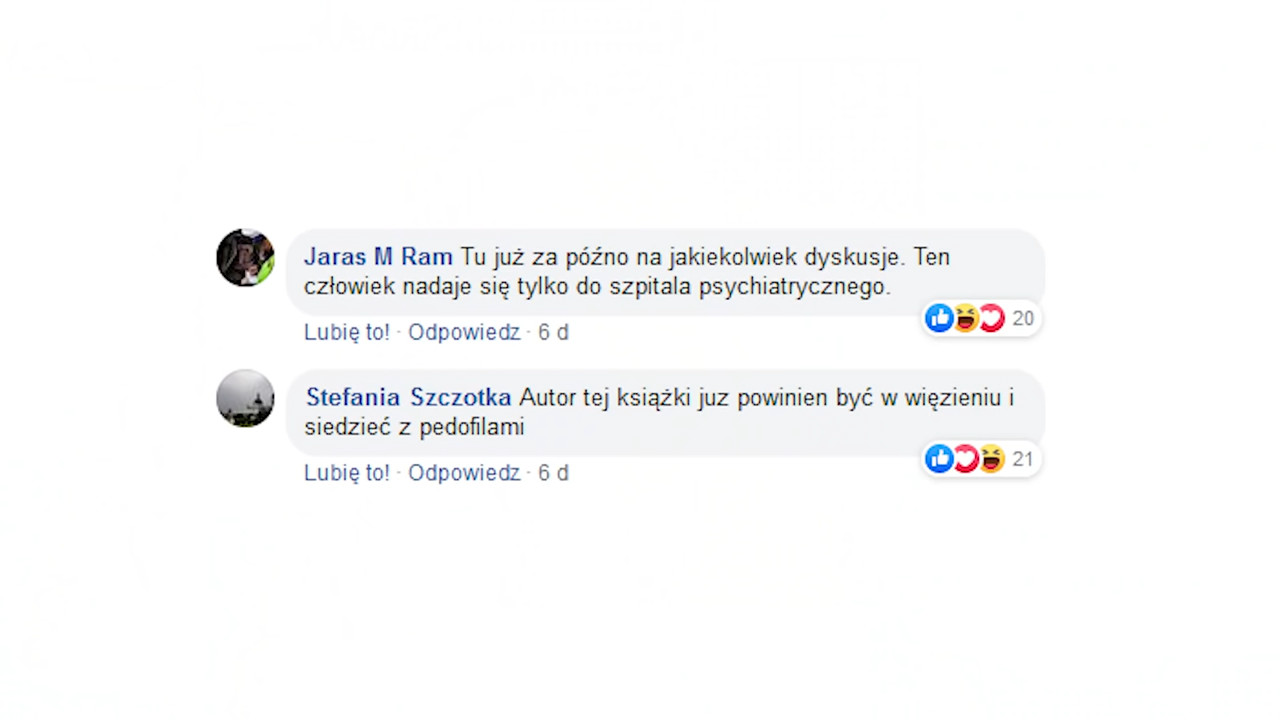 Jaras M Ram Tu już za późno na jakiekolwiek dyskusje. Ten
człowiek nadaje się tylko do szpitala psychiatrycznego.
20
Lubię to! · Odpowiedz · 6 d
Stefania Szczotka Autor tej książki juz powinien być w więzieniu i
siedzieć z pedofilami
21
Lubię to! · Odpowiedz · 6 d